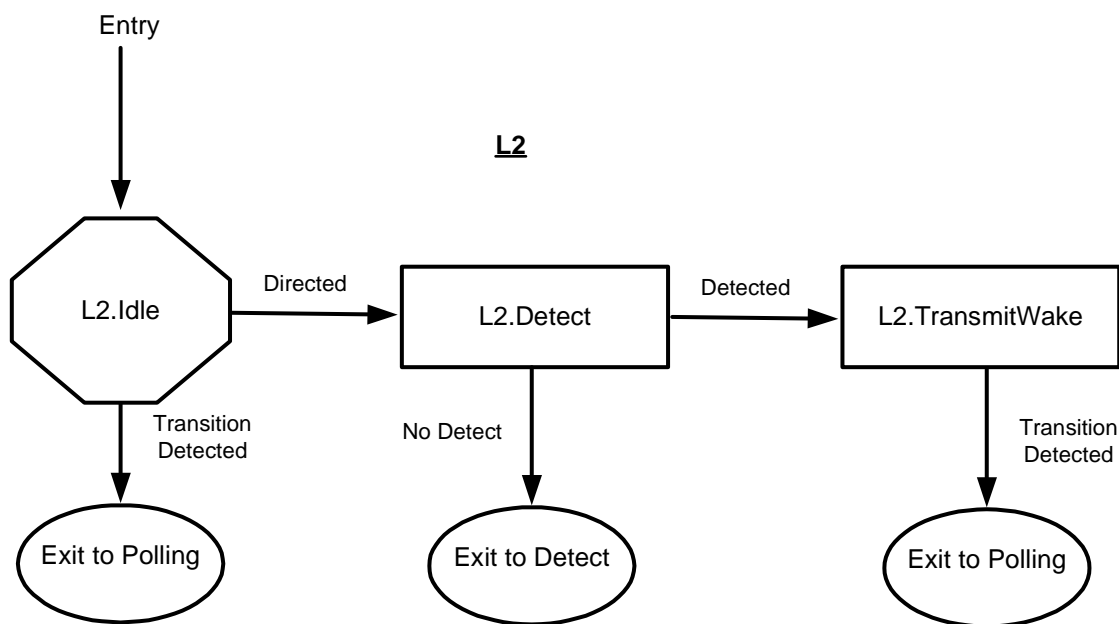 Entry
L2
L2.Idle
Directed
L2.Detect
Detected
L2.TransmitWake
Transition
Detected
No Detect
Transition
Detected
Exit to Polling
Exit to Detect
Exit to Polling